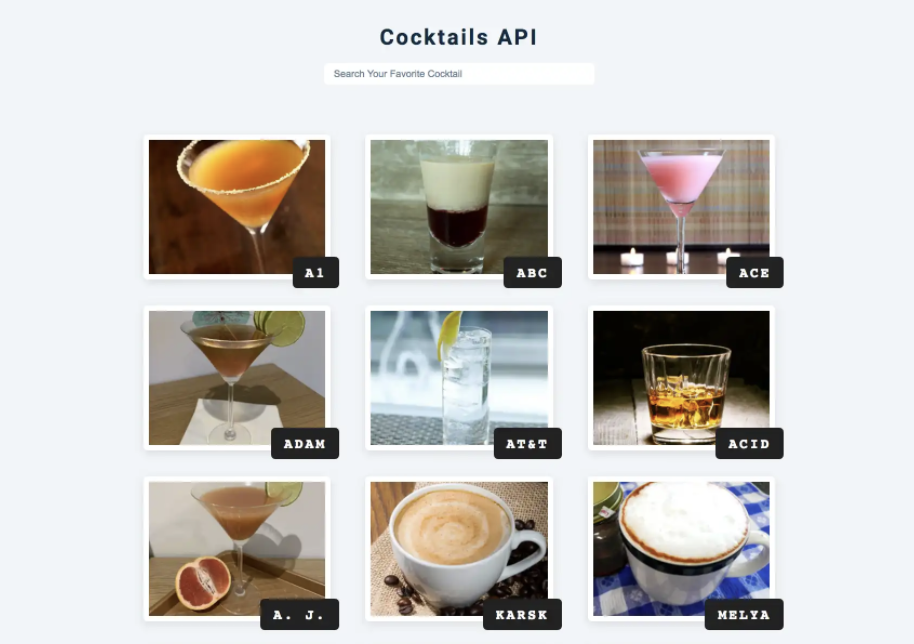 Cocktails API
Search Your Favorite Cocktail
A1
ABC
ACE
ADAM
AT&T
ACID
A. J.
KARSK
MELYA